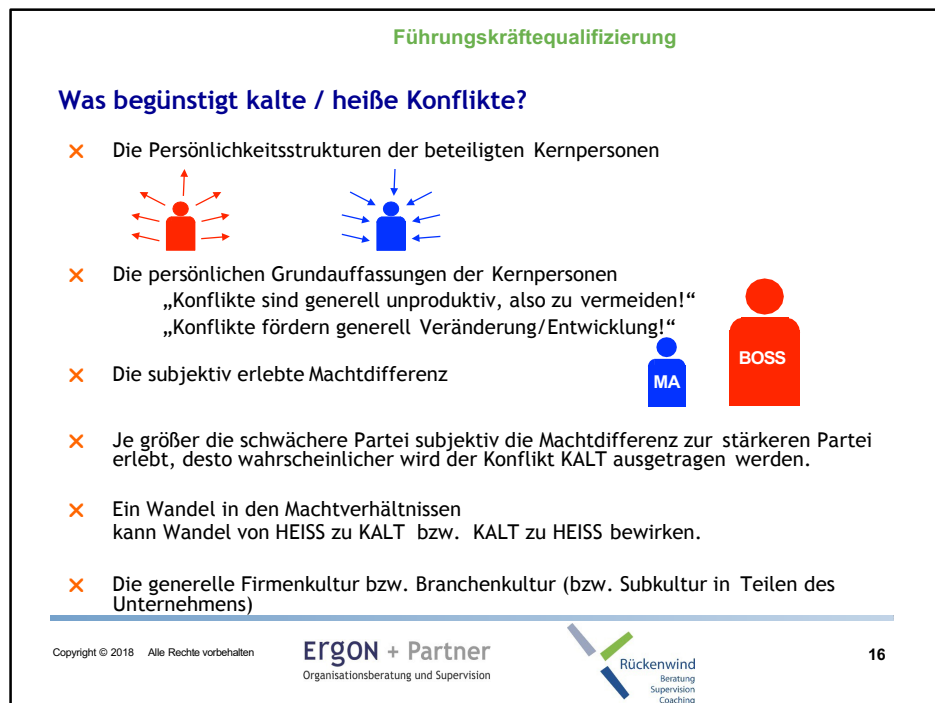 Führungskräftequalifizierung
Was begünstigt kalte / heiße Konflikte?
Die Persönlichkeitsstrukturen der beteiligten Kernpersonen
Die persönlichen Grundauffassungen der Kernpersonen
„Konflikte sind generell unproduktiv, also zu vermeiden!“
„Konflikte fördern generell Veränderung/Entwicklung!“
BOSS
MA
Die subjektiv erlebte Machtdifferenz
Je größer die schwächere Partei subjektiv die Machtdifferenz zur stärkeren Partei
erlebt, desto wahrscheinlicher wird der Konflikt KALT ausgetragen werden.
Ein Wandel in den Machtverhältnissen
kann Wandel von HEISS zu KALT bzw. KALT zu HEISS bewirken.
Die generelle Firmenkultur bzw. Branchenkultur (bzw. Subkultur in Teilen des
Unternehmens)
Copyright © 2018 Alle Rechte vorbehalten
ErgON + Partner
Organisationsberatung und Supervision
Rückenwind
Beratung
Supervision
Coaching
16